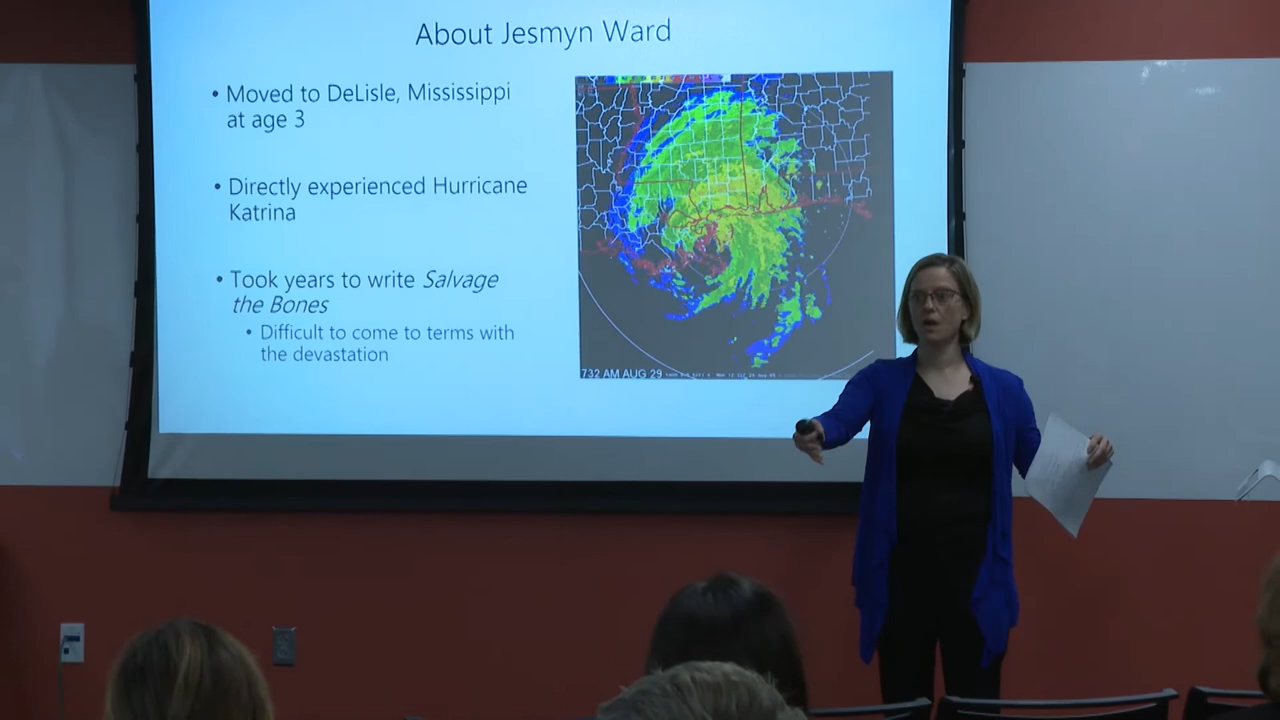 About Jesmyn Ward
• Moved to DeLisle, Mississippi
at age 3
• Directly experienced Hurricane
Katrina
• Took years to write Salvage
the Bones
• Difficult to come to terms with
the devastation
732 AM AUG 29